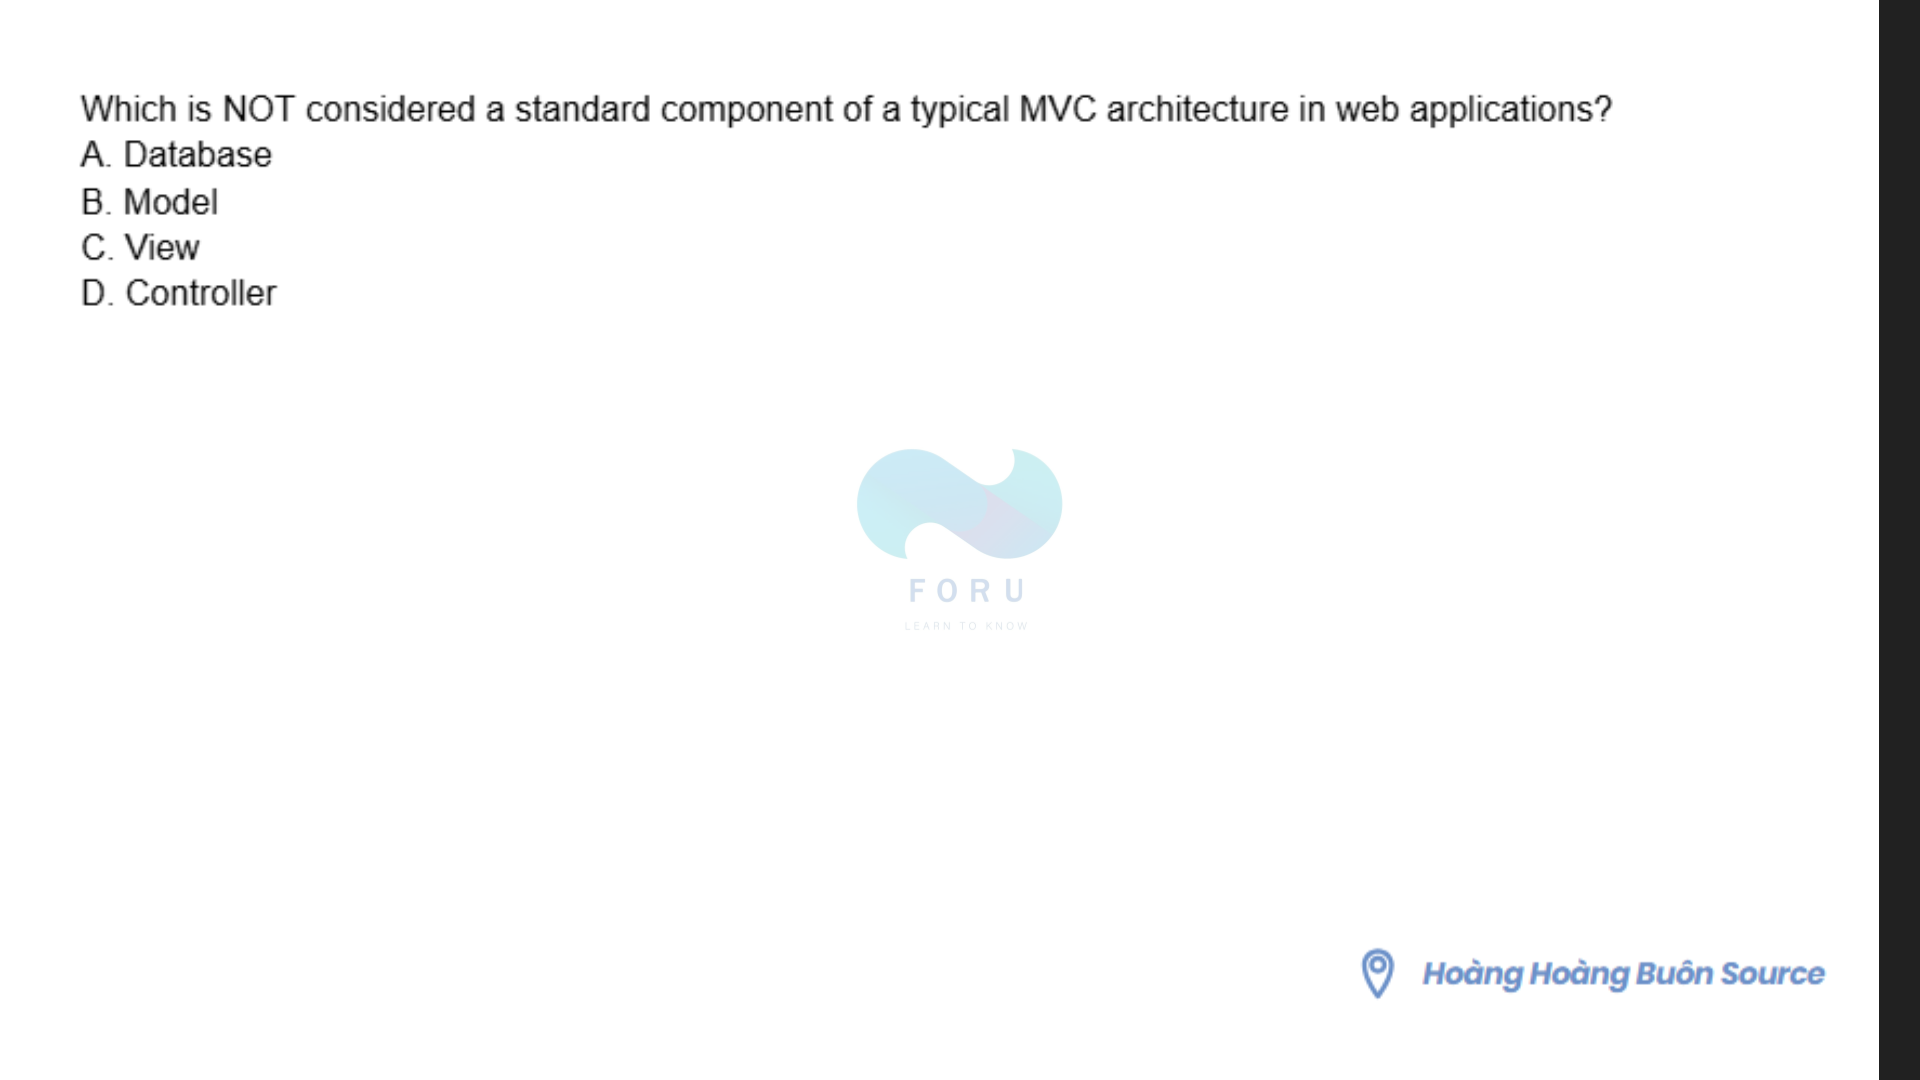 Which is NOT considered a standard component of a typical MVC architecture in web applications?
A. Database
B. Model
C. View
D. Controller
FORU
LEARN TO KNOW
Hoàng Hoàng Buôn Source